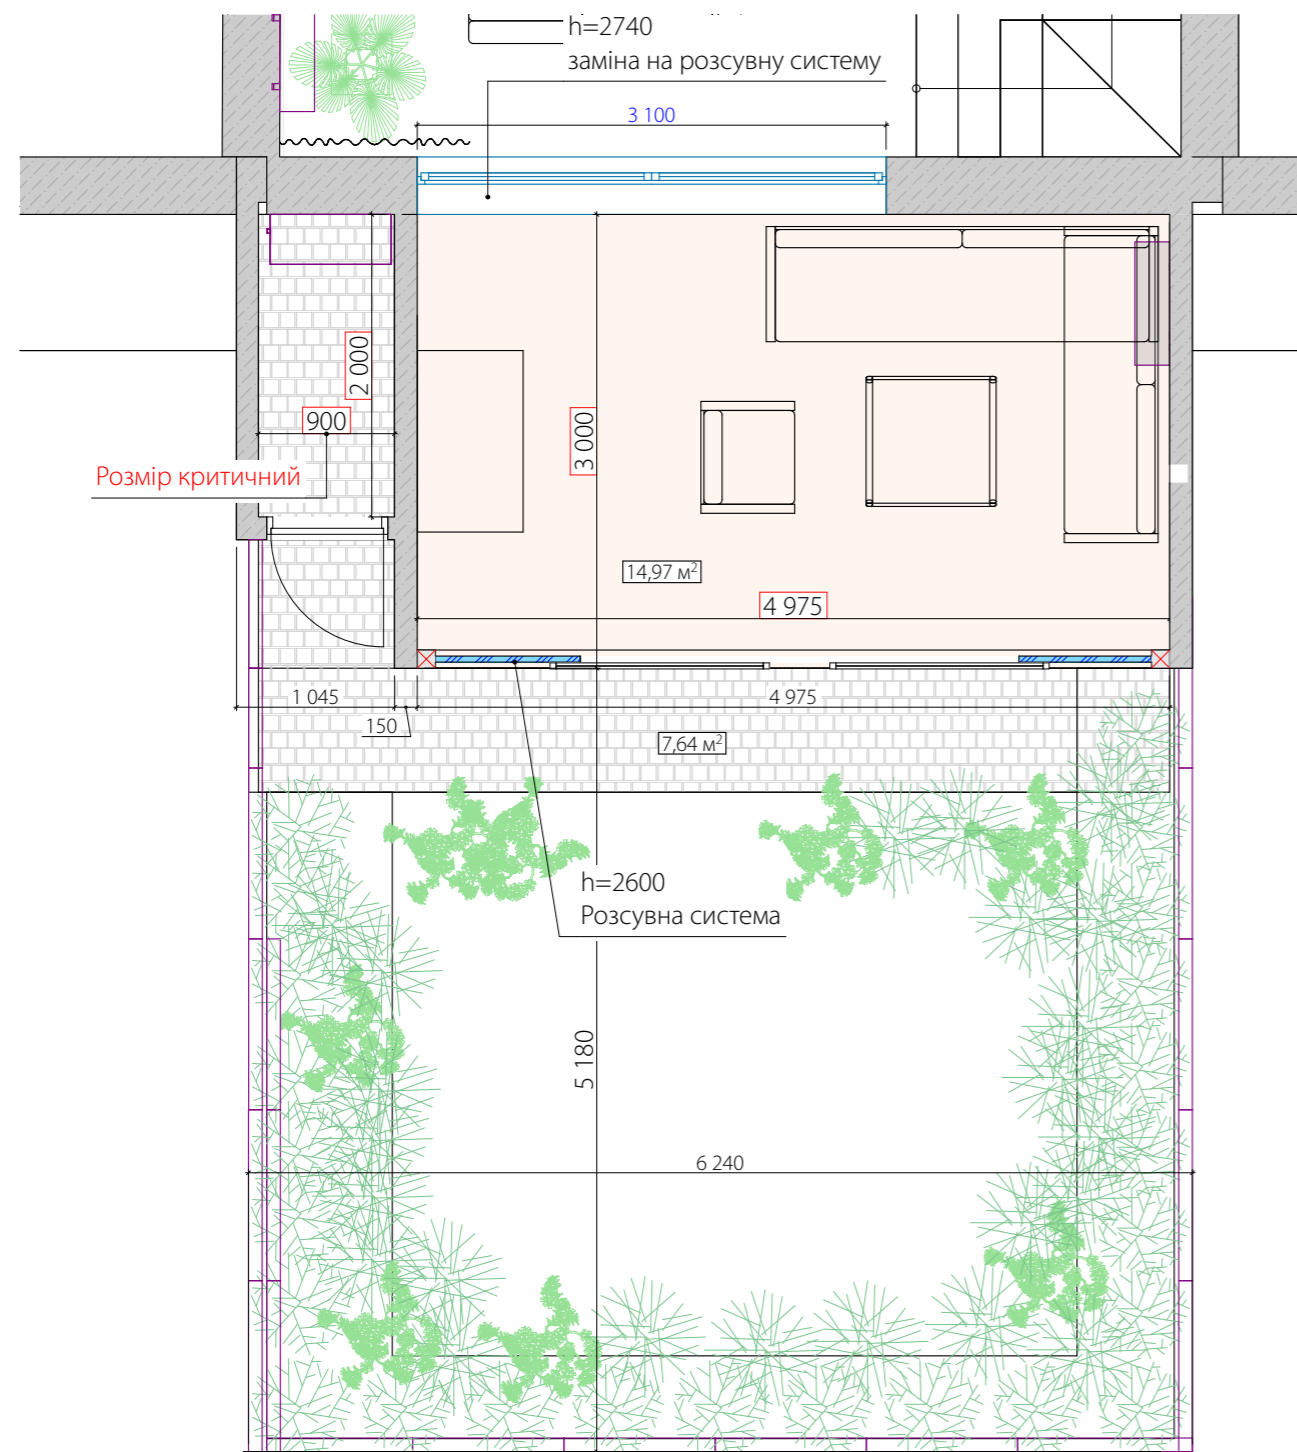 h=2740
заміна на розсувну систему
3 100
2 000
900
3 000
Розмір критичний
14,97 м²
4 975
1 045
4 975
150
7,64 м²
h=2600
Розсувна система
5 180
6 240